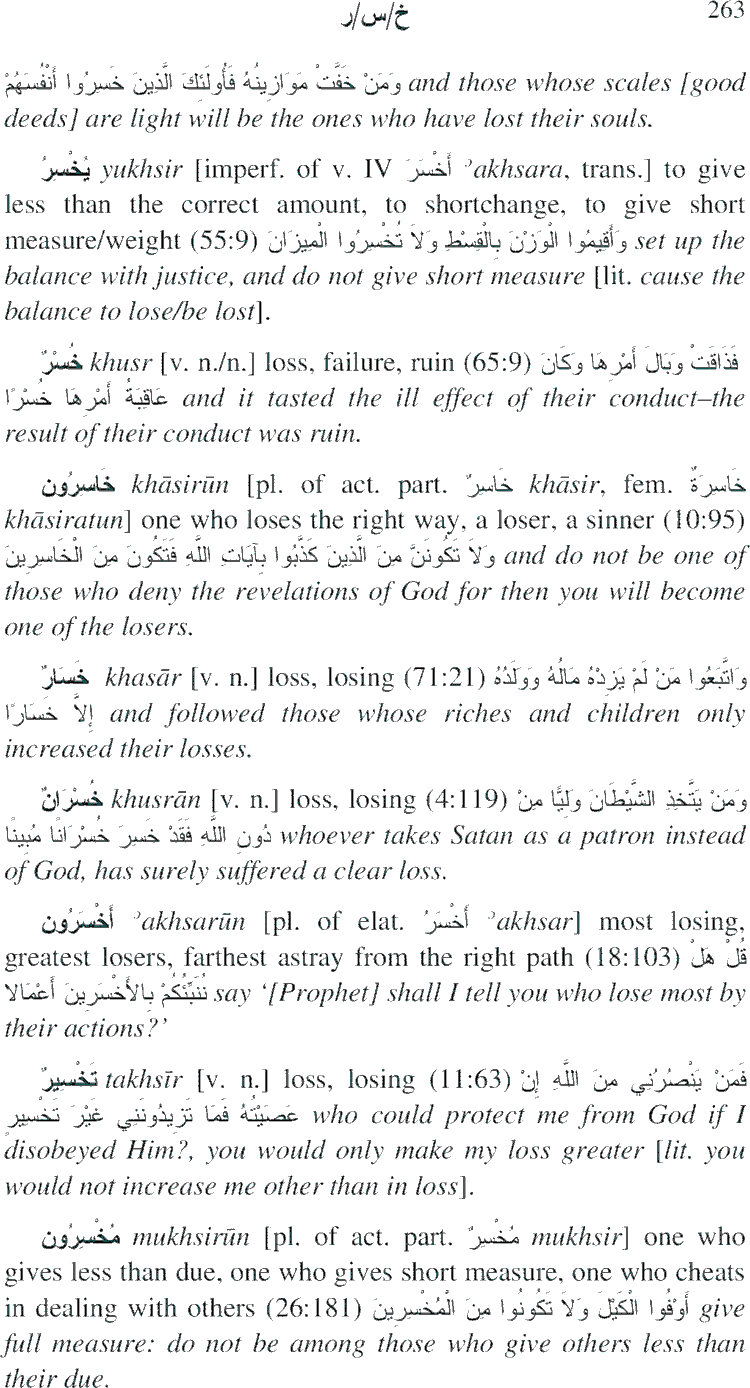 خ/س/ر 263
وَمَنْ خَفَّتْ مَوَازِينُهُ فَأُولَئِكَ الَّذِينَ خَسِرُوا أَنْفُسَهُمْ and those whose scales [good
deeds] are light will be the ones who have lost their souls.
يُخْسِرُ yukhsir [imperf. of v. IV أَخْسَرَ ʾakhsara, trans.] to give
less than the correct amount, to shortchange, to give short
measure/weight (55:9) وَأَقِيمُوا الْوَزْنَ بِالْقِسْطِ وَلَا تُخْسِرُوا الْمِيزَانَ set up the
balance with justice, and do not give short measure [lit. cause the
balance to lose/be lost].
خُسْرٌ khusr [v. n./n.] loss, failure, ruin (65:9) فَذَاقَتْ وَبَالَ أَمْرِهَا وَكَانَ
عَاقِبَةُ أَمْرِهَا خُسْرًا and it tasted the ill effect of their conduct–the
result of their conduct was ruin.
خَاسِرُون khāsirūn [pl. of act. part. خَاسِرٌ khāsir, fem. خَاسِرَةٌ
khāsiratun] one who loses the right way, a loser, a sinner (10:95)
وَلَا تَكُونَنَّ مِنَ الَّذِينَ كَذَّبُوا بِآيَاتِ اللَّهِ فَتَكُونَ مِنَ الْخَاسِرِينَ and do not be one of
those who deny the revelations of God for then you will become
one of the losers.
خَسَارٌ khasār [v. n.] loss, losing (71:21) وَاتَّبَعُوا مَنْ لَمْ يَزِدْهُ مَالُهُ وَوَلَدُهُ
إِلاَّ خَسَارًا and followed those whose riches and children only
increased their losses.
خُسْرَانٌ khusrān [v. n.] loss, losing (4:119) وَمَنْ يَتَّخِذِ الشَّيْطَانَ وَلِيًّا مِنْ
دُونِ اللَّهِ فَقَدْ خَسِرَ خُسْرَانًا مُبِينًا whoever takes Satan as a patron instead
of God, has surely suffered a clear loss.
أَخْسَرُون ʾakhsarūn [pl. of elat. أَخْسَرُ ʾakhsar] most losing,
greatest losers, farthest astray from the right path (18:103) قُلْ هَلْ
نُنَبِّئُكُمْ بِالأَخْسَرِينَ أَعْمَالا say ‘[Prophet] shall I tell you who lose most by
their actions?’
تَخْسِيرٌ takhsīr [v. n.] loss, losing (11:63) فَمَنْ يَنْصُرُنِي مِنَ اللَّهِ إِنْ
عَصَيْتُهُ فَمَا تَزِيدُونَنِي غَيْرَ تَخْسِيرٍ who could protect me from God if I
disobeyed Him?, you would only make my loss greater [lit. you
would not increase me other than in loss].
مُخْسِرُون mukhsirūn [pl. of act. part. مُخْسِرٌ mukhsir] one who
gives less than due, one who gives short measure, one who cheats
in dealing with others (26:181) أَوْفُوا الْكَيْلَ وَلَا تَكُونُوا مِنَ الْمُخْسِرِينَ give
full measure: do not be among those who give others less than
their due.